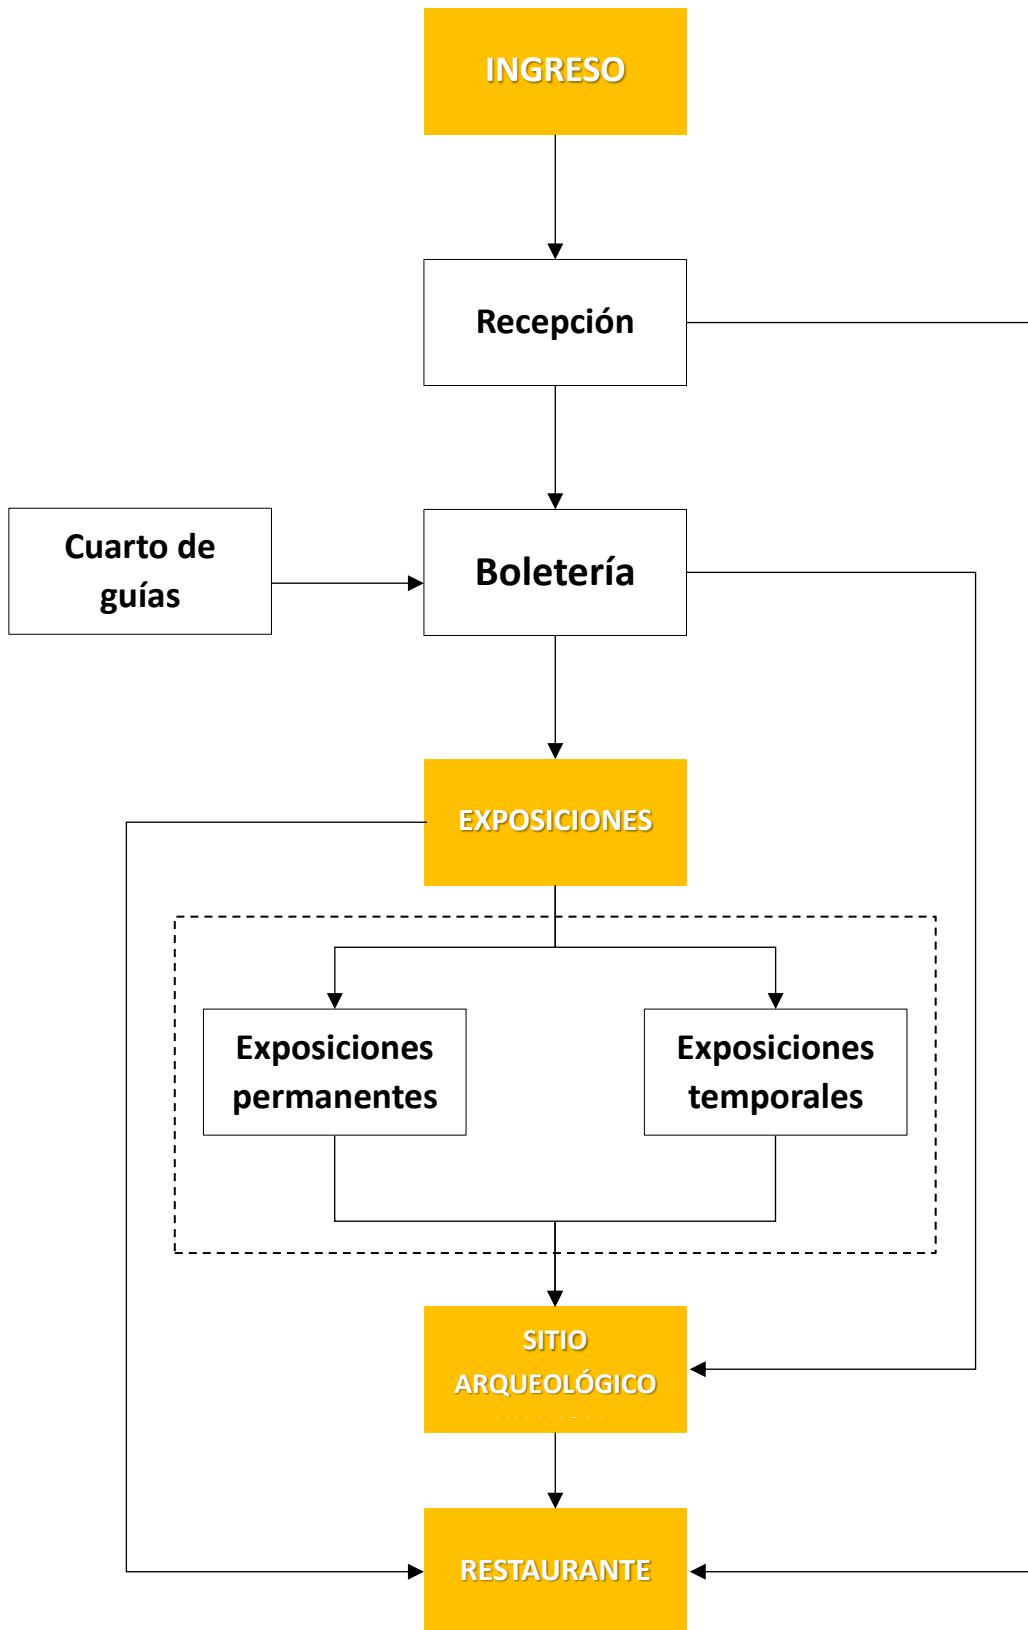 INGRESO
Recepción
Cuarto de
guías
Boletería
EXPOSICIONES
Exposiciones
permanentes
Exposiciones
temporales
SITIO
ARQUEOLÓGICO
RESTAURANTE